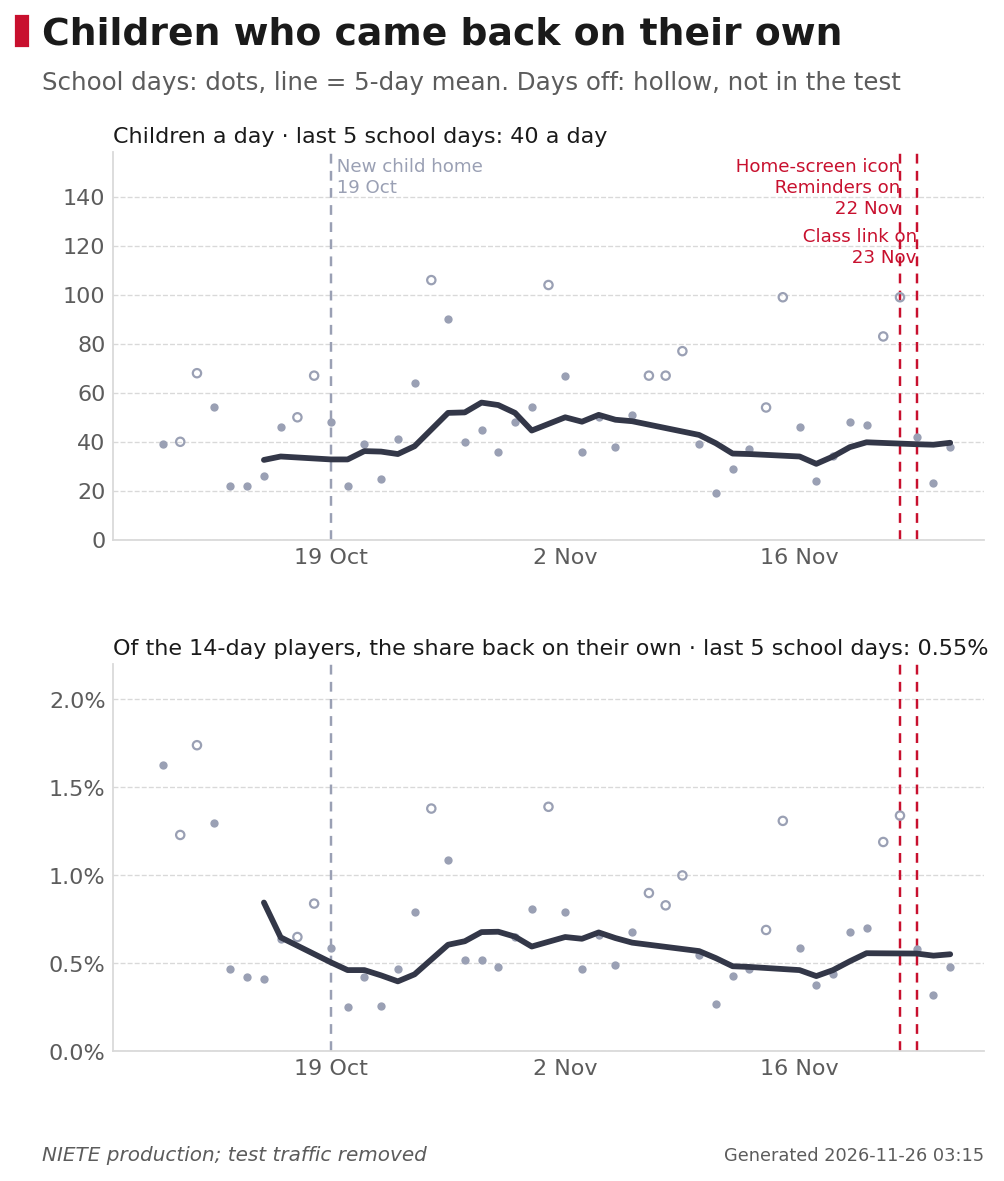 Children who came back on their own
School days: dots, line = 5-day mean. Days off: hollow, not in the test
Children a day · last 5 school days: 40 a day
New child home
19 Oct
Home-screen icon
Reminders on
22 Nov
Class link on
23 Nov
140
120
100
80
60
40
20
0
19 Oct
2 Nov
16 Nov
Of the 14-day players, the share back on their own · last 5 school days: 0.55%
2.0%
1.5%
1.0%
0.5%
0.0%
19 Oct
2 Nov
16 Nov
NIETE production; test traffic removed
Generated 2026-11-26 03:15